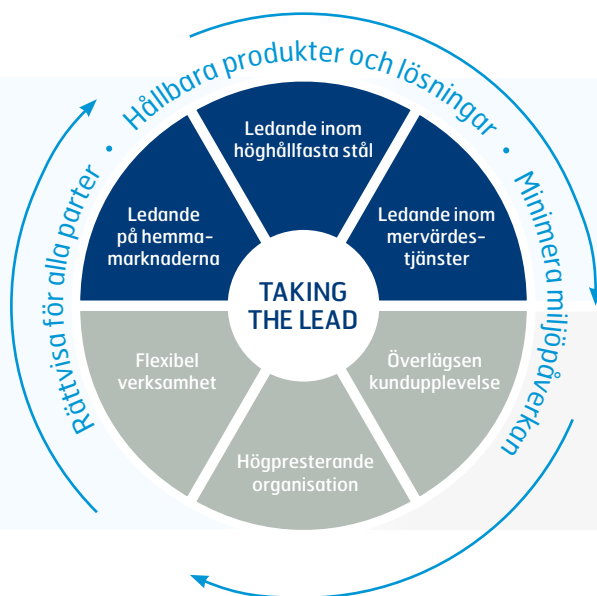 Rättvisa för alla parter • Hållbara produkter och lösningar • Minimera miljöpåverkan
Ledande inom
höghållfasta stål
Ledande
på hemma-
marknaderna
Ledande inom
mervärdes-
tjänster
TAKING
THE LEAD
Flexibel
verksamhet
Överlägsen
kundupplevelse
Högpresterande
organisation